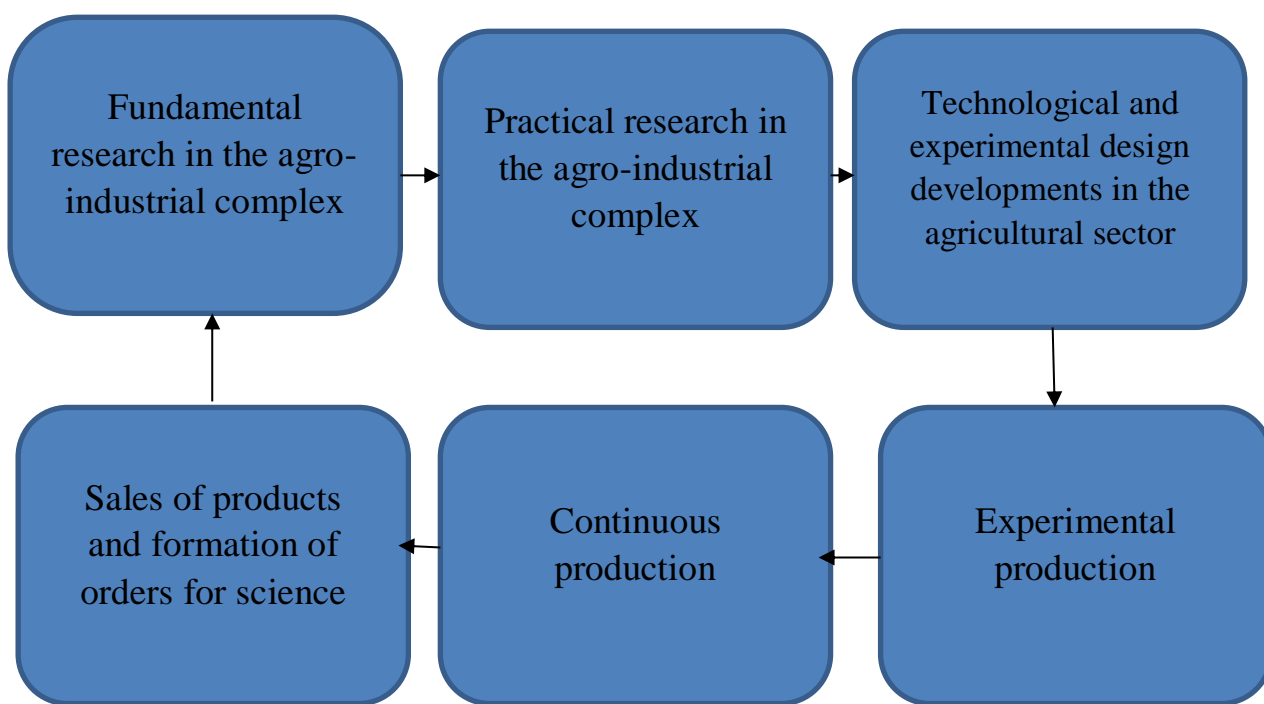 Fundamental
research in the agro-
industrial complex
Practical research in
the agro-industrial
complex
Technological and
experimental design
developments in the
agricultural sector
Sales of products
and formation of
orders for science
Continuous
production
Experimental
production